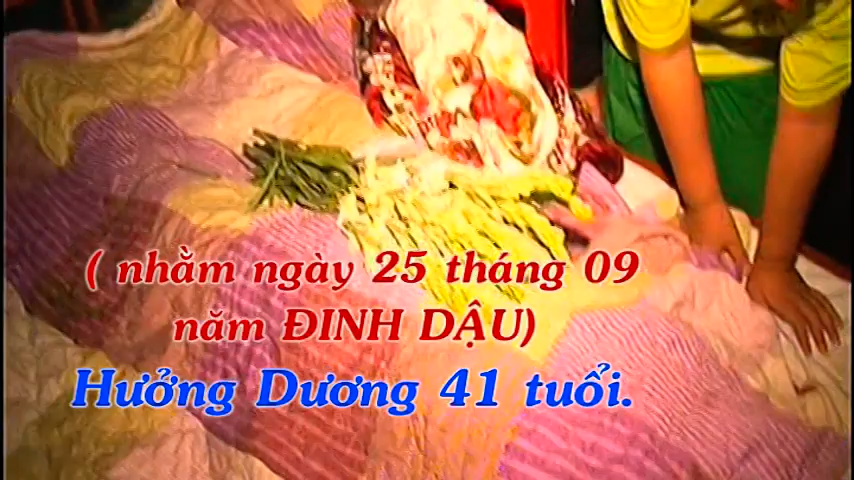 ( nhằm ngày 25 tháng 09
năm ĐINH DẬU)
Hưởng Dương 41 tuổi.